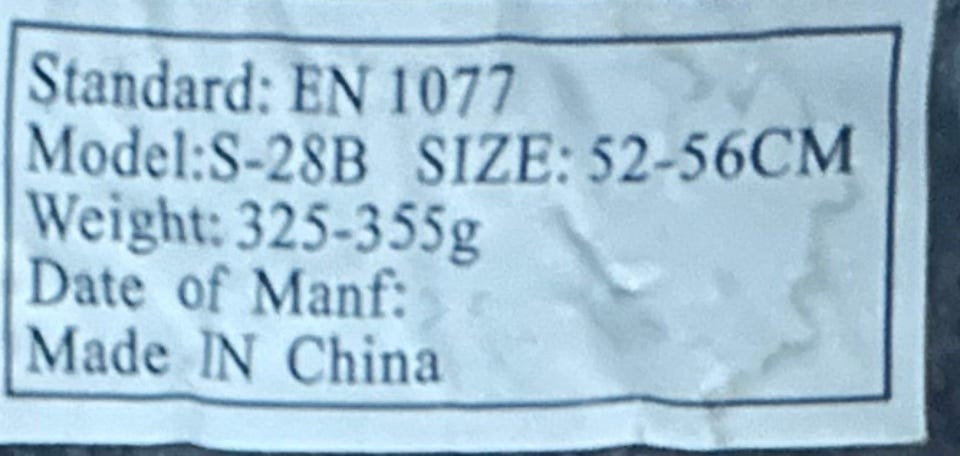 Standard: EN 1077
Model:S-28B SIZE: 52-56CM
Weight: 325-355g
Date of Manf:
Made IN China